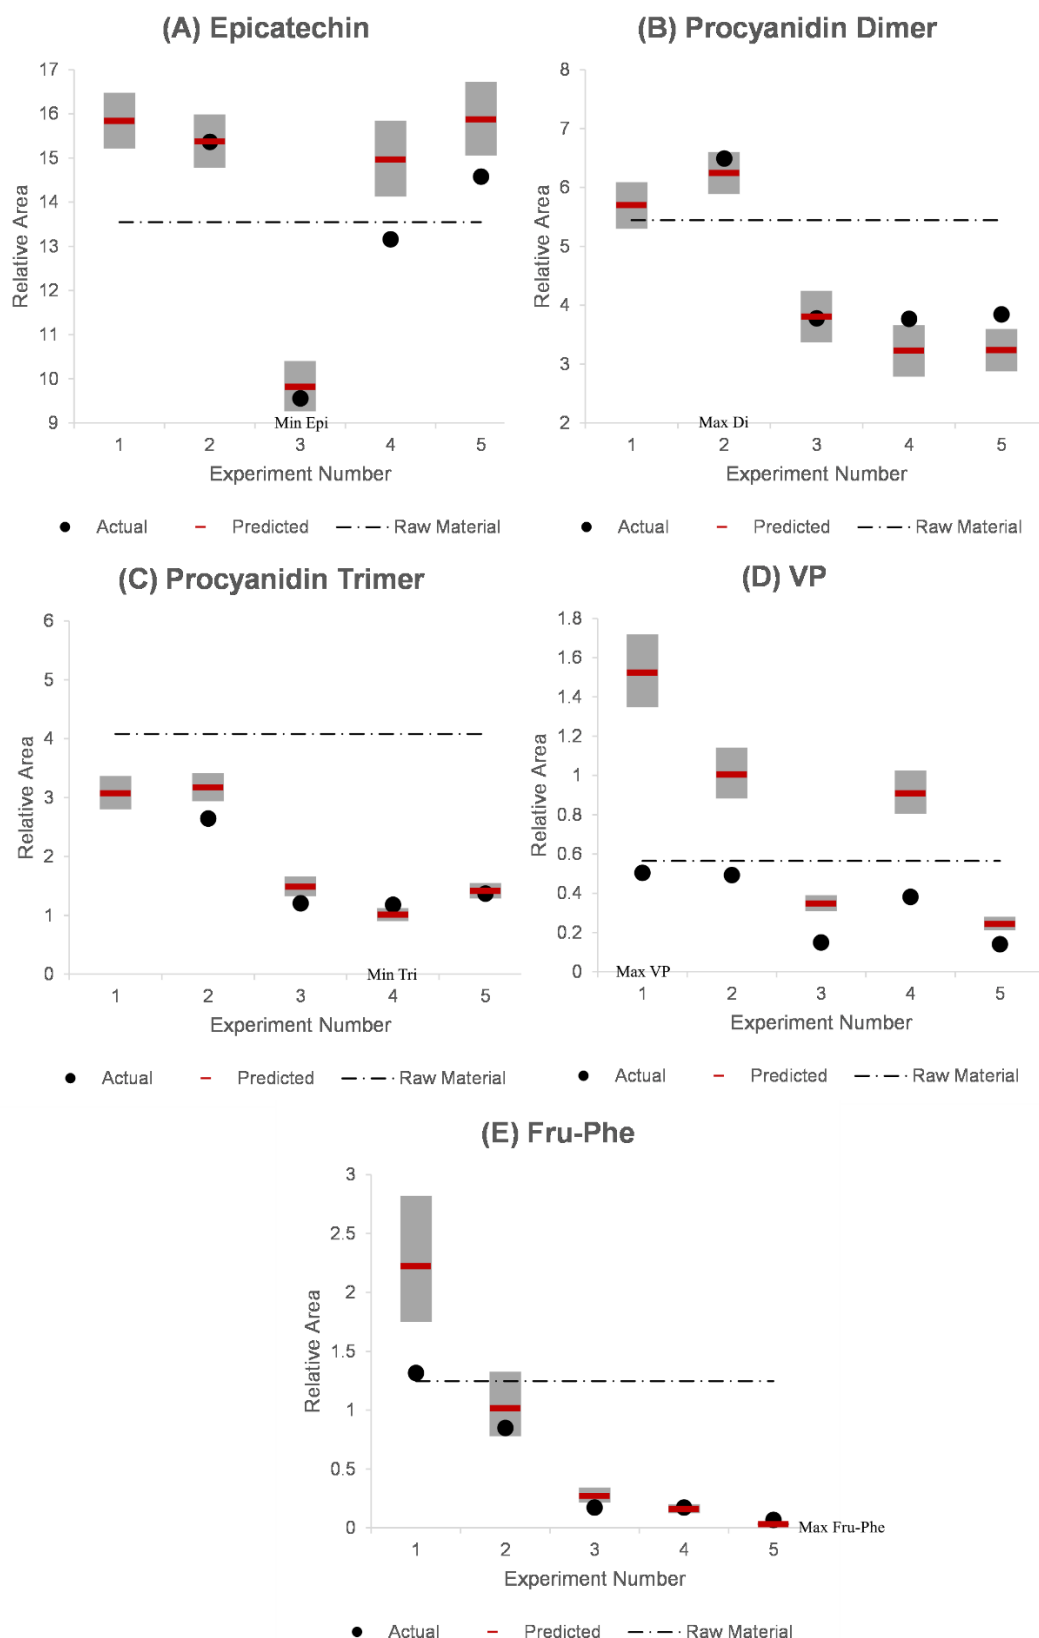 (A) Epicatechin
17
16
15
14
13
12
11
10
9
Relative Area
Min Epi
1 2 3 4 5
Experiment Number
Actual Predicted Raw Material
(B) Procyanidin Dimer
8
7
6
5
4
3
2
Relative Area
Max Di
1 2 3 4 5
Experiment Number
Actual Predicted Raw Material
(C) Procyanidin Trimer
6
5
4
3
2
1
0
Relative Area
Min Tri
1 2 3 4 5
Experiment Number
Actual Predicted Raw Material
(D) VP
1.8
1.6
1.4
1.2
1
0.8
0.6
0.4
0.2
0
Relative Area
Max VP
1 2 3 4 5
Experiment Number
Actual Predicted Raw Material
(E) Fru-Phe
3
2.5
2
1.5
1
0.5
0
Relative Area
Max Fru-Phe
1 2 3 4 5
Experiment Number
Actual Predicted Raw Material